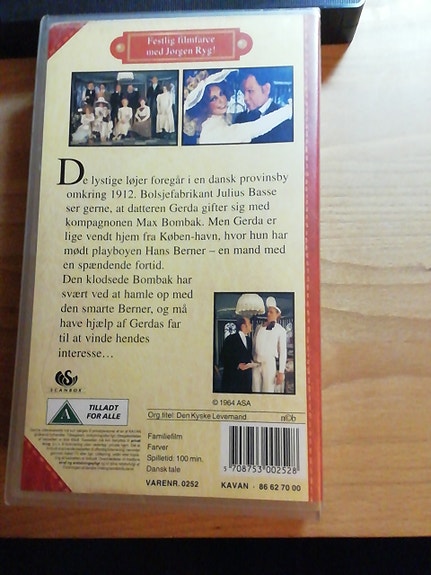 Festlig filmfarce
med Jørgen Ryg!
De lystige løjer foregår i en dansk provinsby
omkring 1912. Bolsjefabrikant Julius Basse
ser gerne, at datteren Gerda gifter sig med
kompagnonen Max Bombak. Men Gerda er
lige vendt hjem fra Køben-havn, hvor hun har
mødt playboyen Hans Berner – en mand med
en spændende fortid.
Den klodsede Bombak har
svært ved at hamle op med
den smarte Berner, og må
have hjælp af Gerdas far
til at vinde hendes
interesse...
© 1964 ASA
SCANBOX
A
TILLADT
FOR ALLE
Org titel: Den Kyske Levemand
Familiefilm
Farver
Spilletid: 100 min.
Dansk tale
5 708753 002528
VARENR. 0252
KAVAN - 86 62 70 00